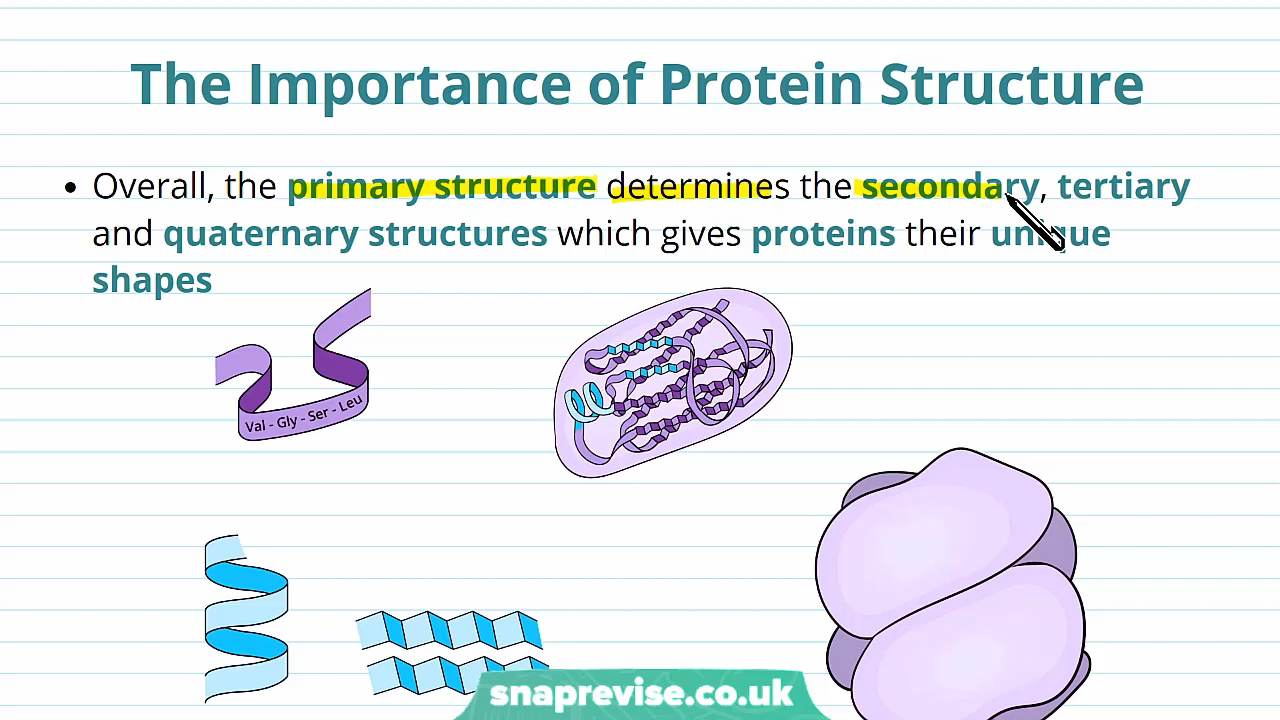 The Importance of Protein Structure
• Overall, the primary structure determines the secondary, tertiary
and quaternary structures which gives proteins their unique
shapes
Val - Gly - Ser - Leu
snaprevise.co.uk